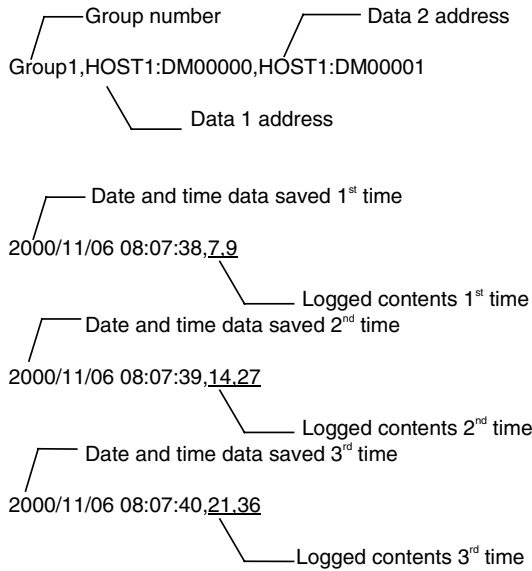 Group number
Data 2 address
Group1,HOST1:DM00000,HOST1:DM00001
Data 1 address
Date and time data saved 1st time
2000/11/06 08:07:38,7,9
Logged contents 1st time
Date and time data saved 2nd time
2000/11/06 08:07:39,14,27
Logged contents 2nd time
Date and time data saved 3rd time
2000/11/06 08:07:40,21,36
Logged contents 3rd time